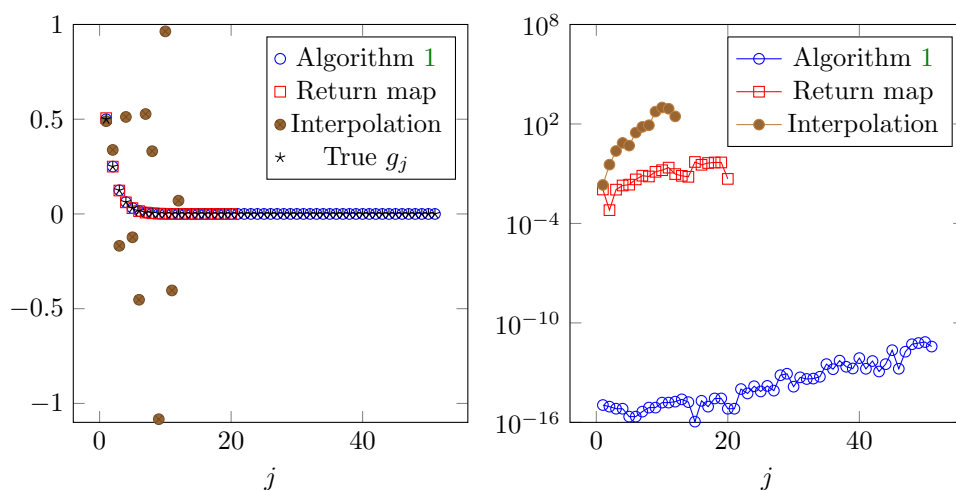 1
0.5
0
−0.5
−1
0
20
40
j
Algorithm 1
Return map
Interpolation
True g_j
10^8
10^2
10^−4
10^−10
10^−16
0
20
40
j
Algorithm 1
Return map
Interpolation